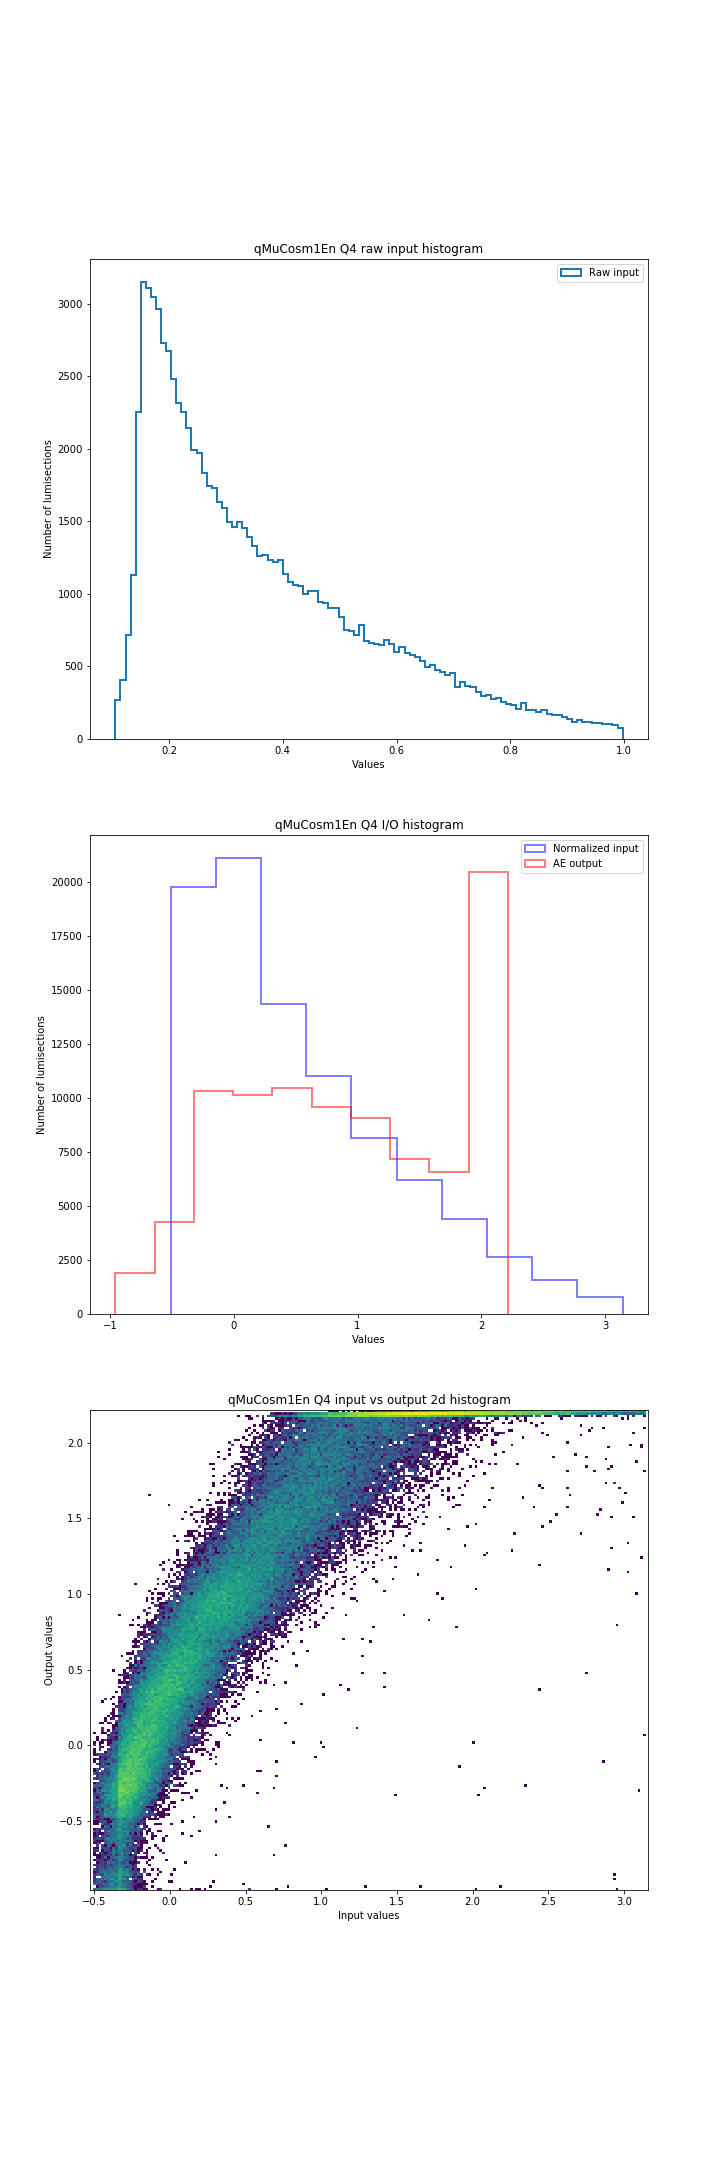 qMuCosm1En Q4 raw input histogram
Raw input
3000
2500
2000
1500
1000
500
0
Number of lumisections
0.2 0.4 0.6 0.8 1.0
Values
qMuCosm1En Q4 I/O histogram
Normalized input
AE output
20000
17500
15000
12500
10000
7500
5000
2500
0
Number of lumisections
−1 0 1 2 3
Values
qMuCosm1En Q4 input vs output 2d histogram
2.0
1.5
1.0
0.5
0.0
−0.5
Output values
−0.5 0.0 0.5 1.0 1.5 2.0 2.5 3.0
Input values